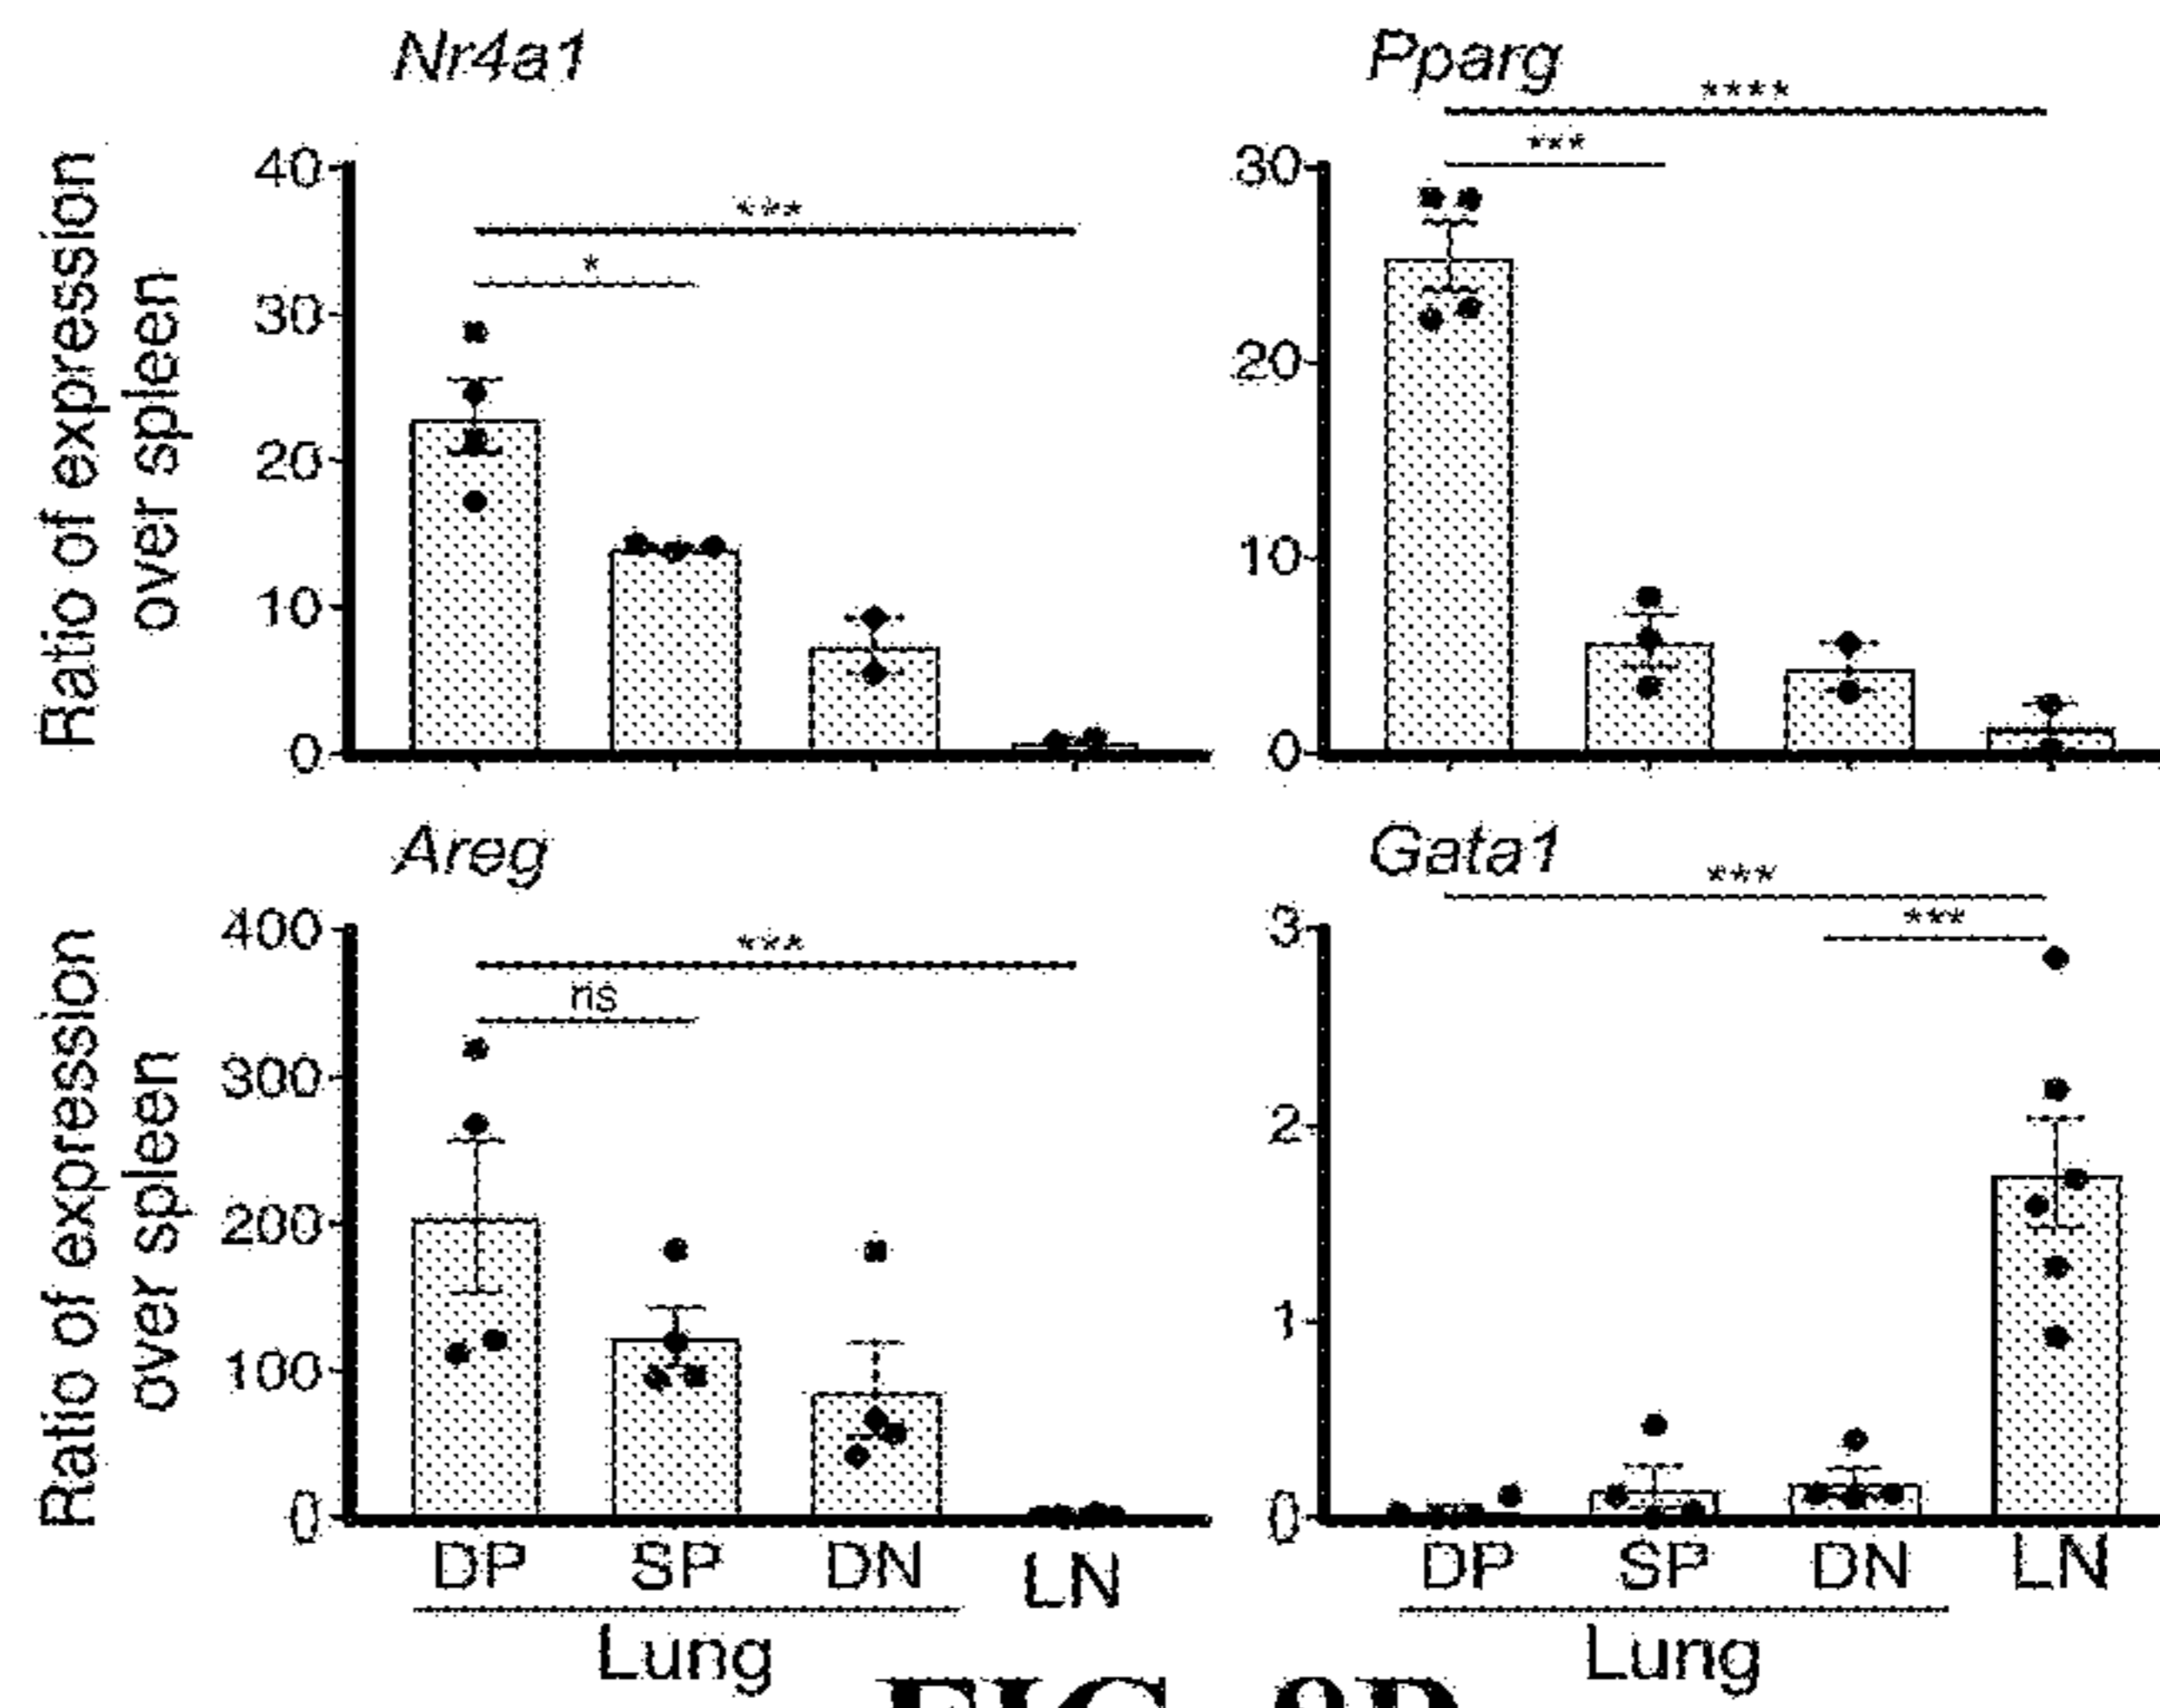 Nr4a1
Pparg
****
***
***
*
***
Ratio of expression
over spleen
40
30
20
10
0
30
20
10
0
Areg
Gata1
***
***
***
ns
Ratio of expression
over spleen
400
300
200
100
0
3
2
1
0
DP SP DN LN
DP SP DN LN
Lung
Lung